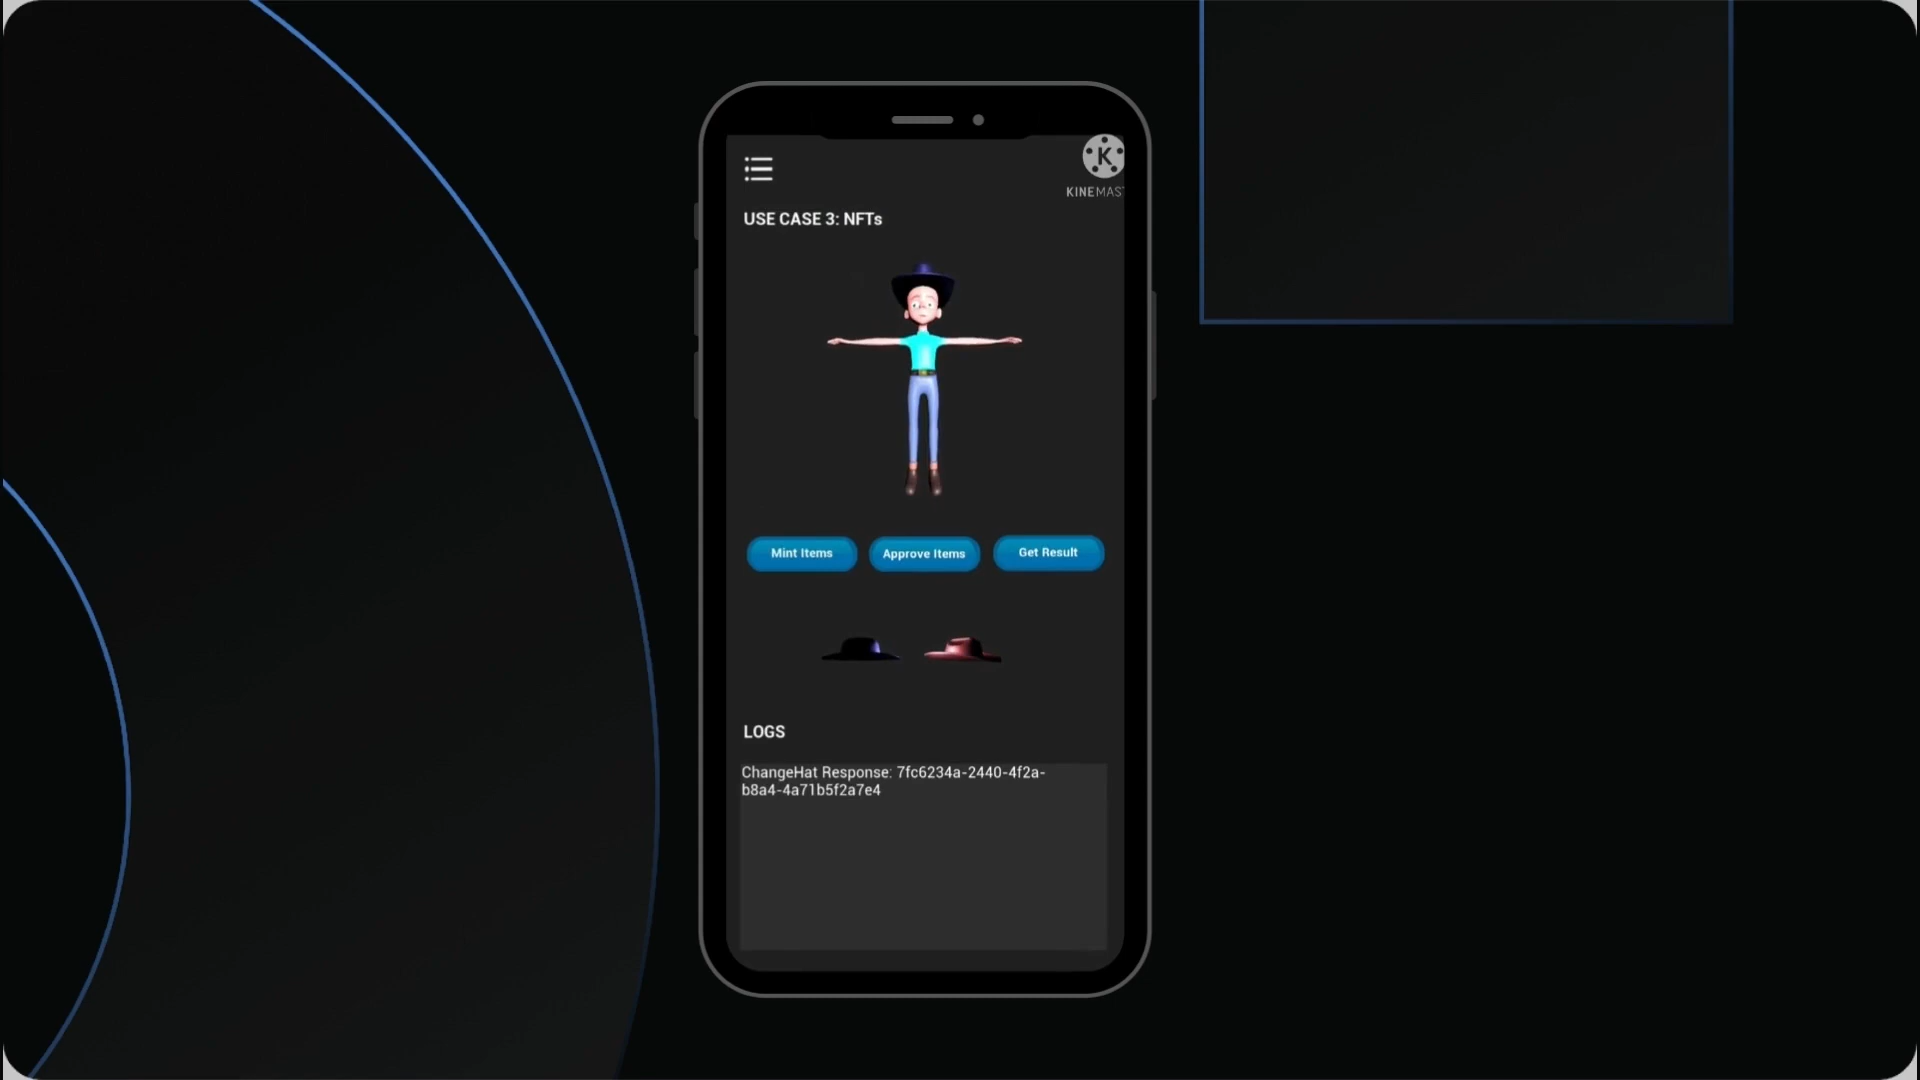 K
KINEMAS
USE CASE 3: NFTs
Mint Items
Approve Items
Get Result
LOGS
ChangeHat Response: 7fc6234a-2440-4f2a-
b8a4-4a71b5f2a7e4